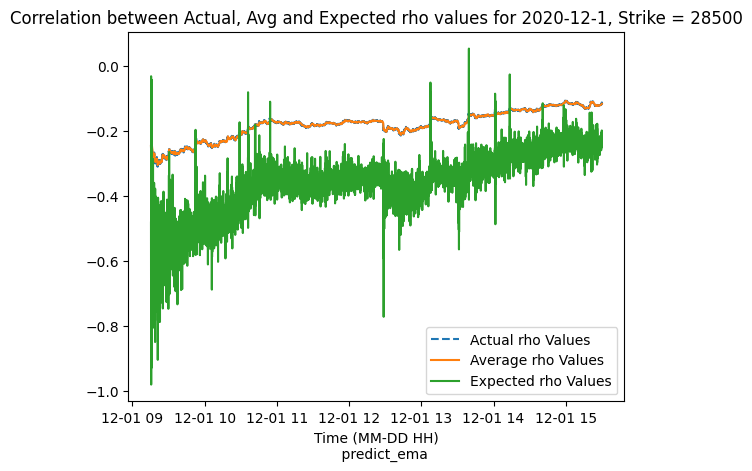 Correlation between Actual, Avg and Expected rho values for 2020-12-1, Strike = 28500
0.0
−0.2
−0.4
−0.6
−0.8
−1.0
Actual rho Values
Average rho Values
Expected rho Values
12-01 09 12-01 10 12-01 11 12-01 12 12-01 13 12-01 14 12-01 15
Time (MM-DD HH)
predict_ema